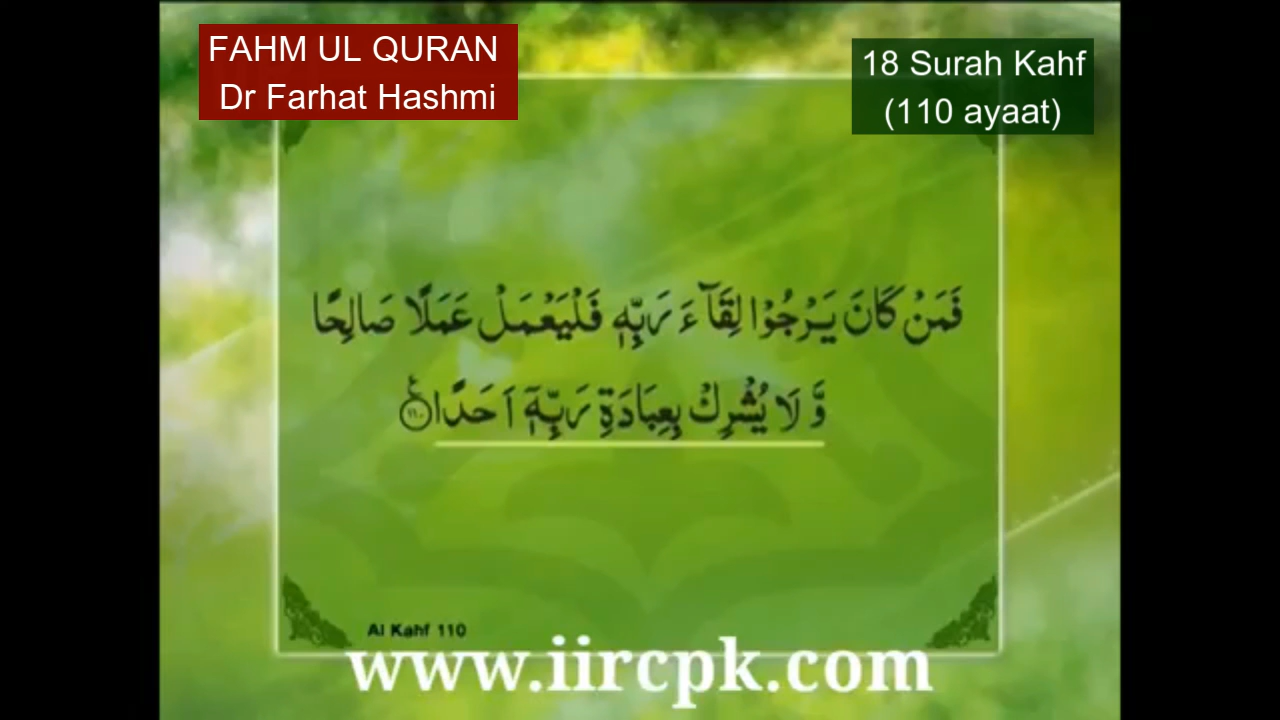 FAHM UL QURAN
Dr Farhat Hashmi
18 Surah Kahf
(110 ayaat)
فَمَنْ كَانَ يَرْجُوْا لِقَآءَ رَبِّهٖ فَلْيَعْمَلْ عَمَلًا صَالِحًا
وَّلَا يُشْرِكْ بِعِبَادَةِ رَبِّهٖٓ اَحَدًا ۧ﴿۱۱۰﴾
Al Kahf 110
www.iircpk.com